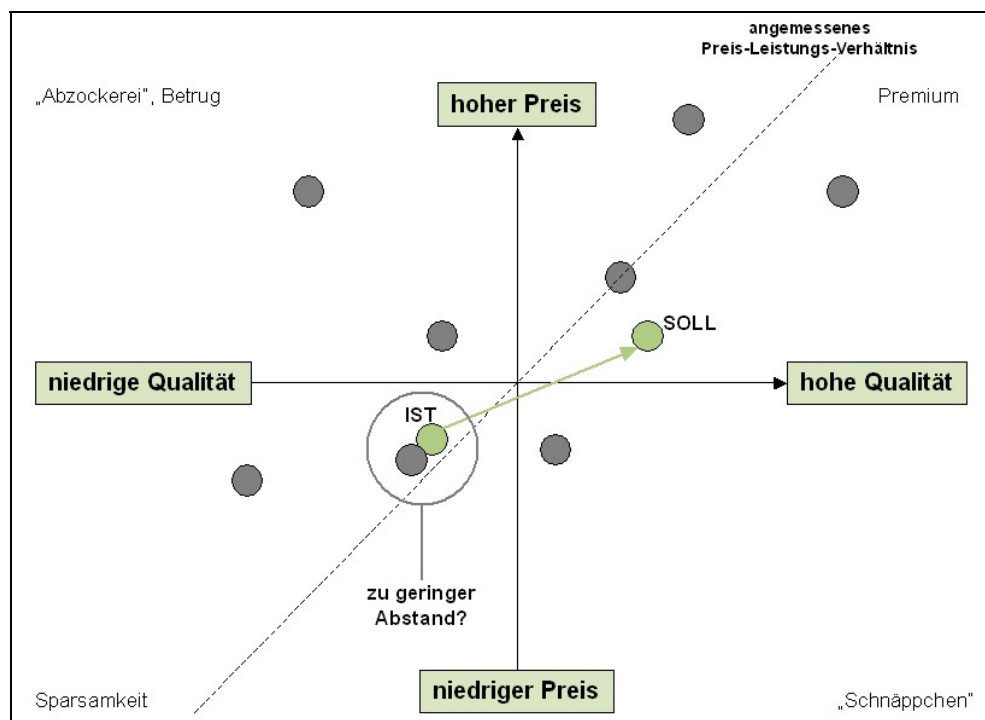 angemessenes
Preis-Leistungs-Verhältnis
„Abzockerei", Betrug
hoher Preis
Premium
SOLL
niedrige Qualität
hohe Qualität
IST
zu geringer
Abstand?
Sparsamkeit
niedriger Preis
„Schnäppchen"